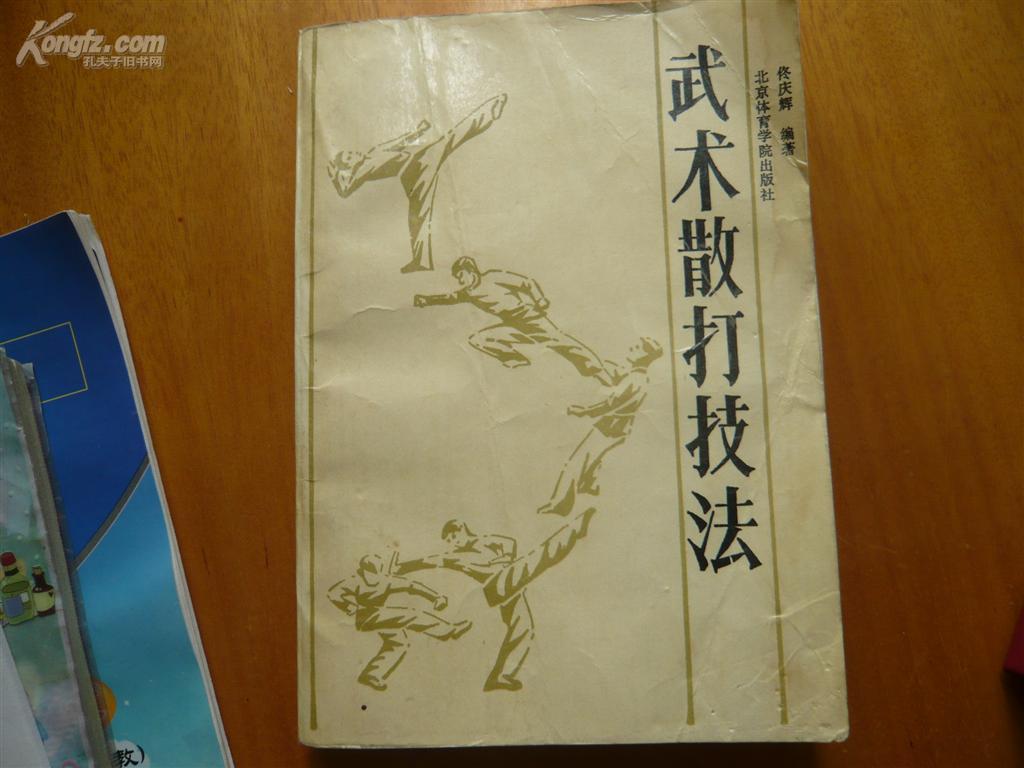 Kongfz.com
孔夫子旧书网
武术散打技法
佟庆辉 编著
北京体育学院出版社
教）